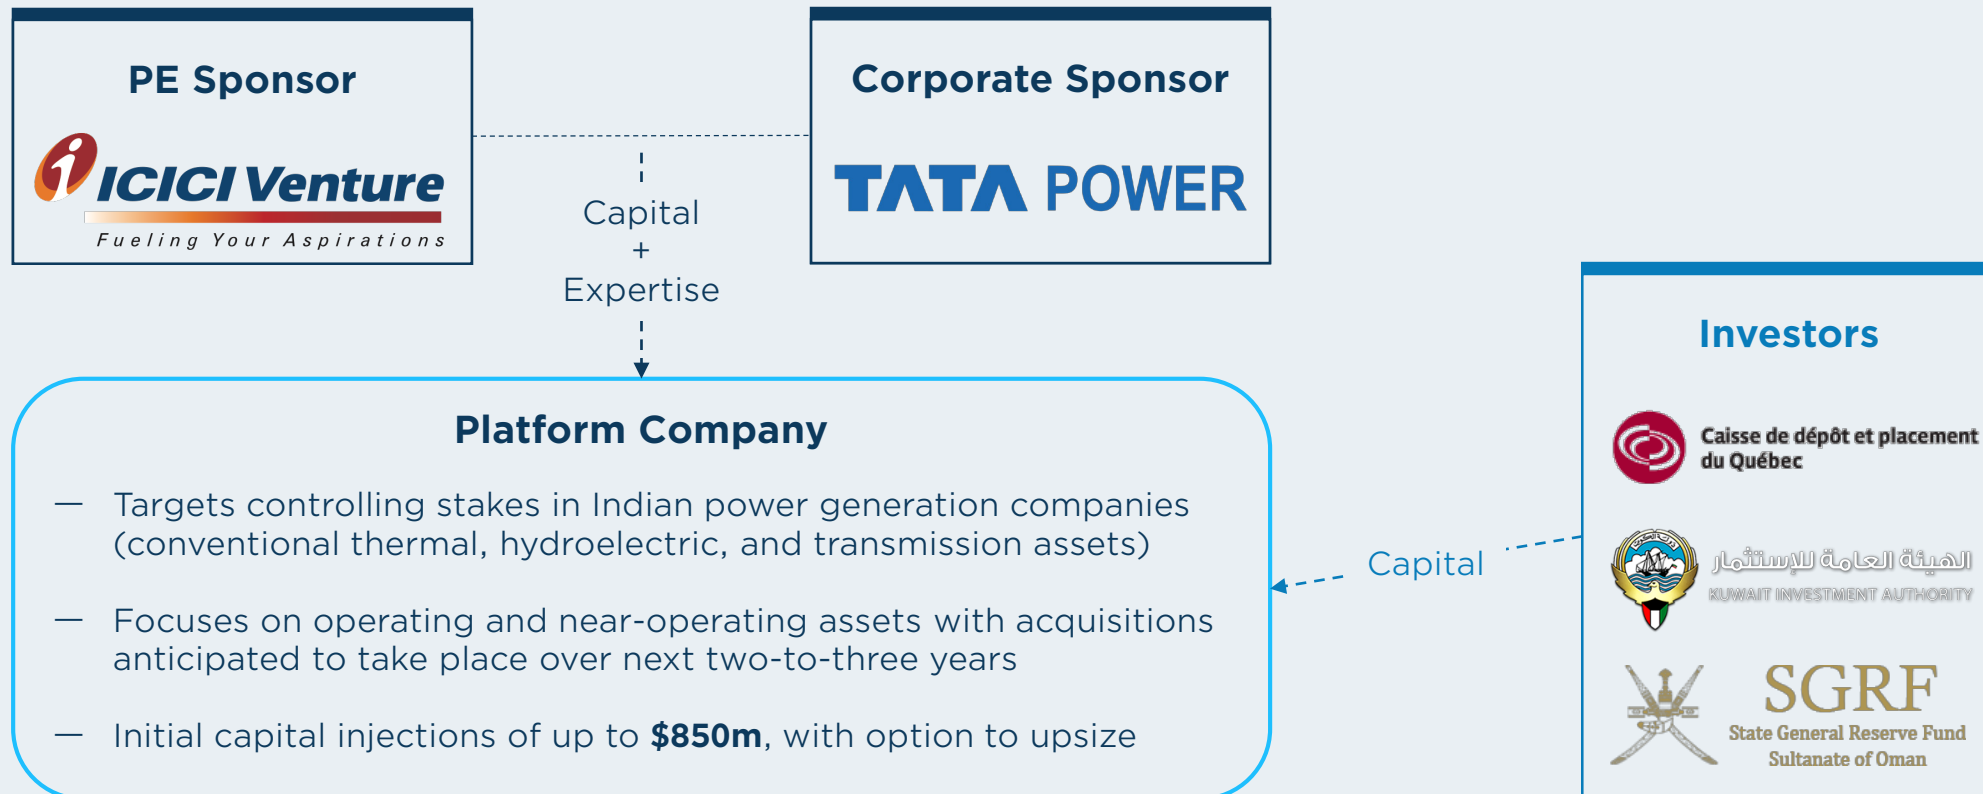 PE Sponsor
i
ICICI Venture
Fueling Your Aspirations
Corporate Sponsor
TATA POWER
Capital
+
Expertise
Platform Company
— Targets controlling stakes in Indian power generation companies
(conventional thermal, hydroelectric, and transmission assets)
— Focuses on operating and near-operating assets with acquisitions
anticipated to take place over next two-to-three years
— Initial capital injections of up to $850m, with option to upsize
Capital
Investors
Caisse de dépôt et placement
du Québec
الهيئة العامة للإستثمار
KUWAIT INVESTMENT AUTHORITY
SGRF
State General Reserve Fund
Sultanate of Oman